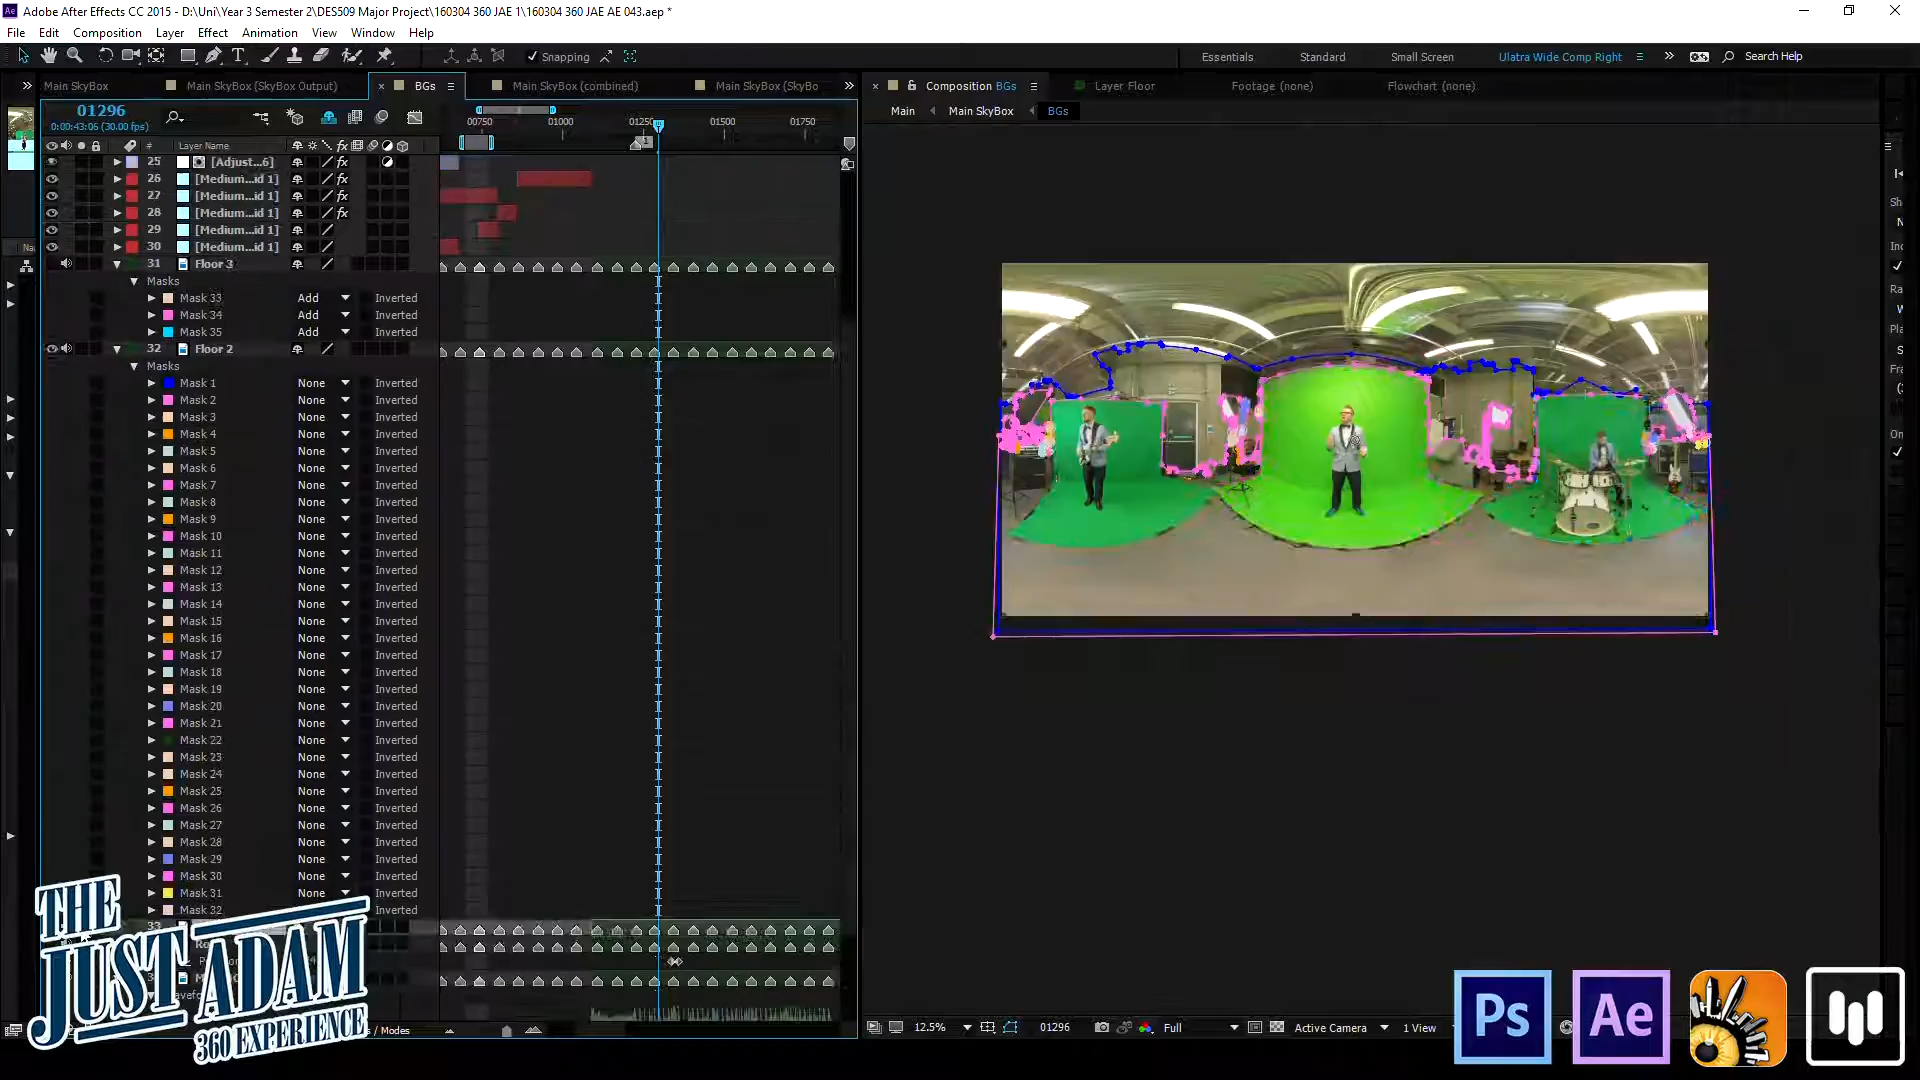 Adobe After Effects CC 2015 - D:\Uni\Year 3 Semester 2\DES509 Major Project\160304 360 JAE 1\160304 360 JAE AE 043.aep *
File Edit Composition Layer Effect Animation View Window Help
Snapping Essentials Standard Small Screen Ulatra Wide Comp Right Search Help
Main SkyBox Main SkyBox (SkyBox Output) BGs Main SkyBox (combined) Main SkyBox (SkyBo
Composition BGs Layer Floor Footage (none) Flowchart (none)
01296
0:00:43:06 (30.00 fps)
Main Main SkyBox BGs
00750 01000 01250 01500 01750
# Layer Name
25 [Adjust...6]
26 [Medium...id 1]
27 [Medium...id 1]
28 [Medium...id 1]
29 [Medium...id 1]
30 [Medium...id 1]
31 Floor 3
Masks
Mask 33 Add Inverted
Mask 34 Add Inverted
Mask 35 Add Inverted
32 Floor 2
Masks
Mask 1 None Inverted
Mask 2 None Inverted
Mask 3 None Inverted
Mask 4 None Inverted
Mask 5 None Inverted
Mask 6 None Inverted
Mask 7 None Inverted
Mask 8 None Inverted
Mask 9 None Inverted
Mask 10 None Inverted
Mask 11 None Inverted
Mask 12 None Inverted
Mask 13 None Inverted
Mask 14 None Inverted
Mask 15 None Inverted
Mask 16 None Inverted
Mask 17 None Inverted
Mask 18 None Inverted
Mask 19 None Inverted
Mask 20 None Inverted
Mask 21 None Inverted
Mask 22 None Inverted
Mask 23 None Inverted
Mask 24 None Inverted
Mask 25 None Inverted
Mask 26 None Inverted
Mask 27 None Inverted
Mask 28 None Inverted
Mask 29 None Inverted
Mask 30 None Inverted
Mask 31 None Inverted
Mask 32 None Inverted
33
/ Modes
12.5% 01296 Full Active Camera 1 View
THE
JUST ADAM
360 EXPERIENCE
Ps Ae